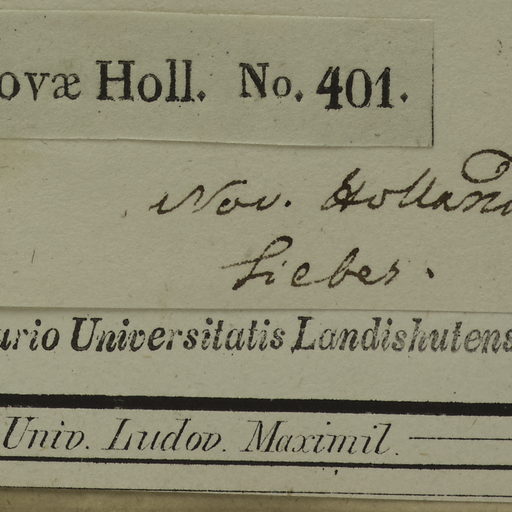 ovæ Holl. No. 401.
Nov. Holland
Sieber.
ario Universitatis Landishutens
Univ. Ludov. Maximil.